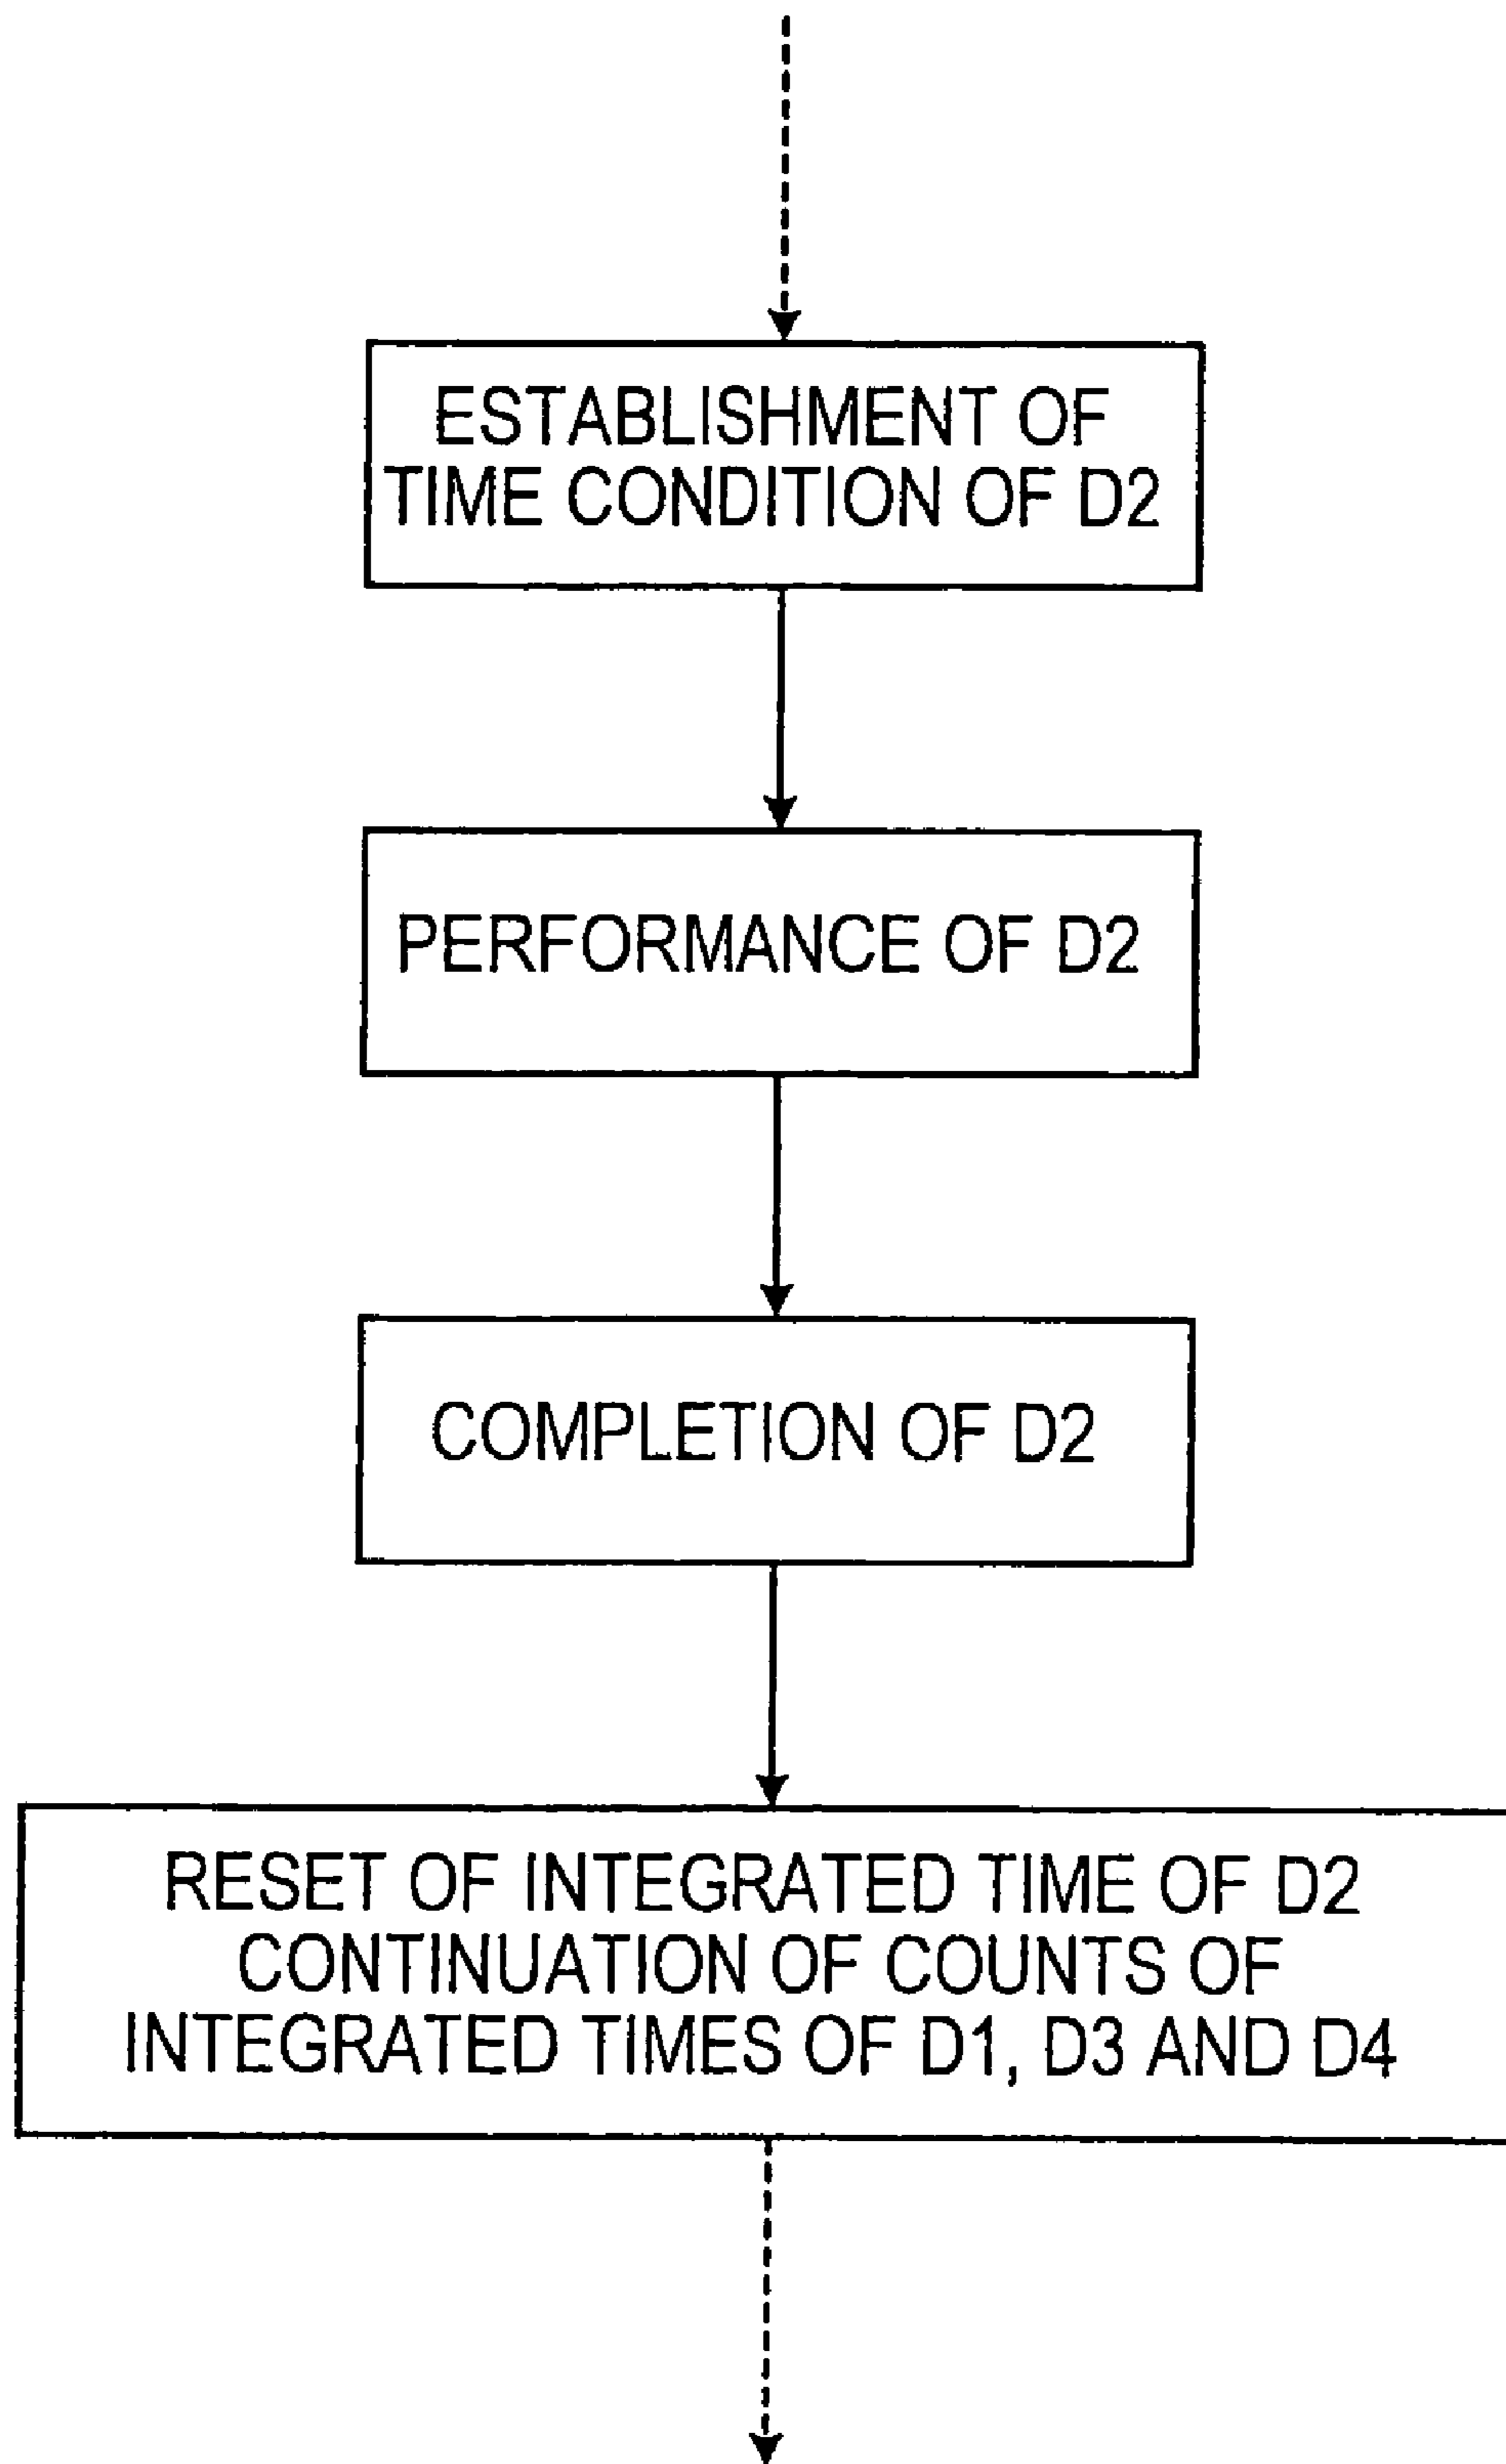 ESTABLISHMENT OF
TIME CONDITION OF D2
PERFORMANCE OF D2
COMPLETION OF D2
RESET OF INTEGRATED TIME OF D2
CONTINUATION OF COUNTS OF
INTEGRATED TIMES OF D1, D3 AND D4